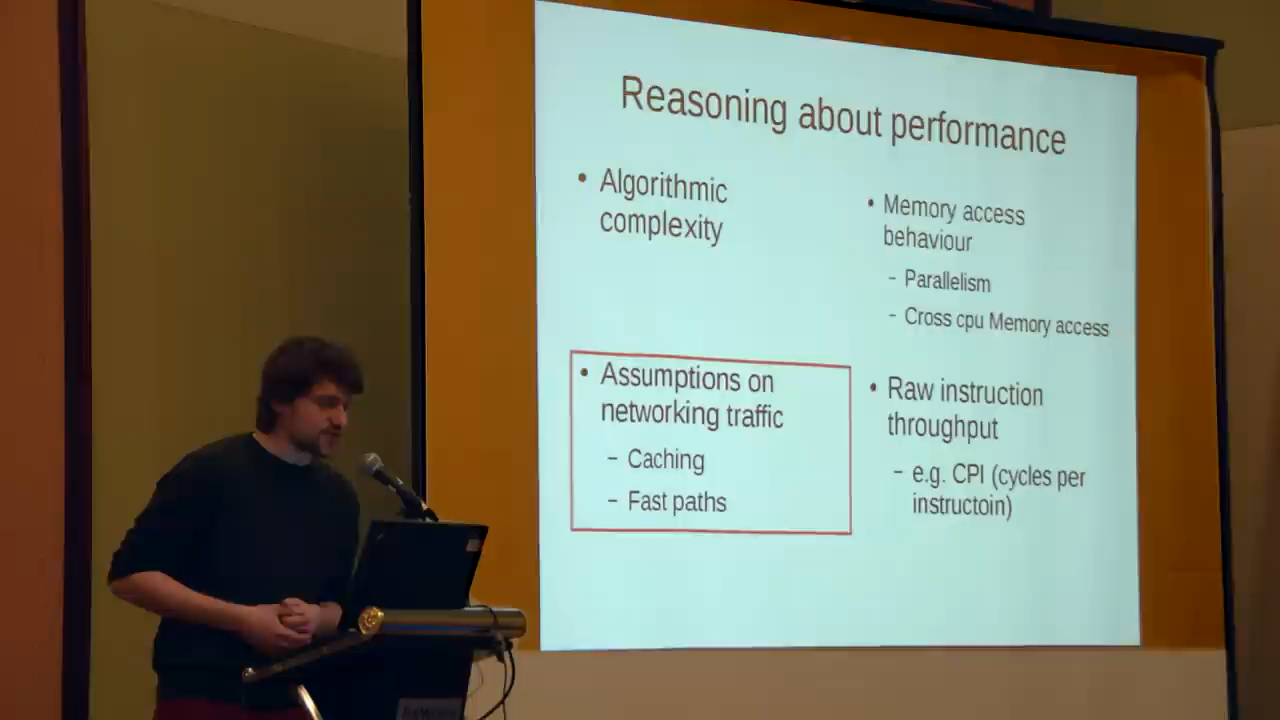 Reasoning about performance
• Algorithmic
complexity
• Assumptions on
networking traffic
– Caching
– Fast paths
• Memory access
behaviour
– Parallelism
– Cross cpu Memory access
• Raw instruction
throughput
– e.g. CPI (cycles per
instructoin)